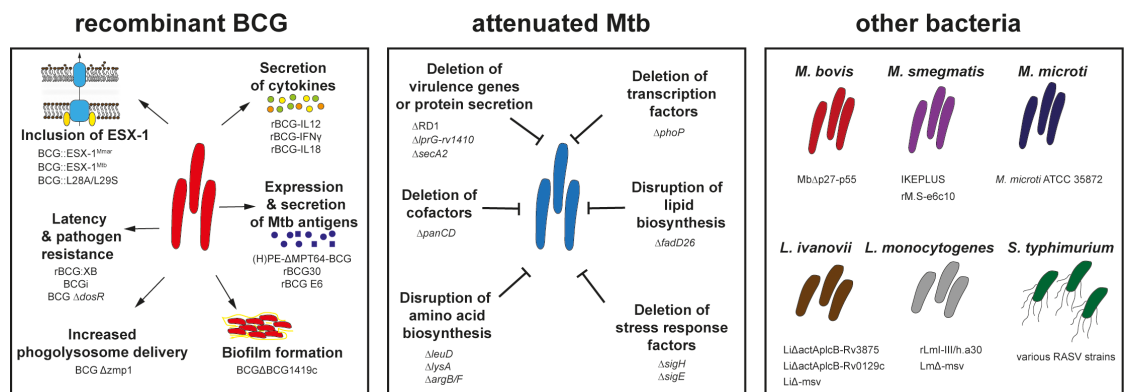 recombinant BCG
Inclusion of ESX-1
BCG::ESX-1ᴹᵐᵃʳ
BCG::ESX-1ᴹᵗᵇ
BCG::L28A/L29S
Secretion
of cytokines
rBCG-IL12
rBCG-IFNγ
rBCG-IL18
Latency
& pathogen
resistance
rBCG:XB
BCGi
BCG ΔdosR
Expression
& secretion
of Mtb antigens
(H)PE-ΔMPT64-BCG
rBCG30
rBCG E6
Increased
phogolysosome delivery
BCG Δzmp1
Biofilm formation
BCGΔBCG1419c
attenuated Mtb
Deletion of
virulence genes
or protein secretion
ΔRD1
ΔlprG-rv1410
ΔsecA2
Deletion of
transcription
factors
ΔphoP
Deletion of
cofactors
ΔpanCD
Disruption of
lipid
biosynthesis
ΔfadD26
Disruption of
amino acid
biosynthesis
ΔleuD
ΔlysA
ΔargB/F
Deletion of
stress response
factors
ΔsigH
ΔsigE
other bacteria
M. bovis
MbΔp27-p55
M. smegmatis
IKEPLUS
rM.S-e6c10
M. microti
M. microti ATCC 35872
L. ivanovii
LiΔactAplcB-Rv3875
LiΔactAplcB-Rv0129c
LiΔ-msv
L. monocytogenes
rLmI-III/h.a30
LmΔ-msv
S. typhimurium
various RASV strains